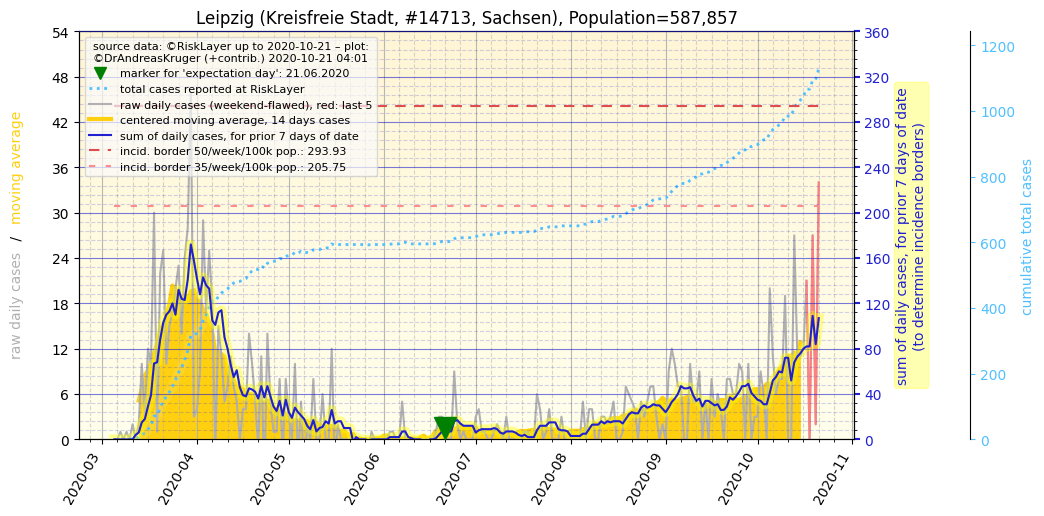 Leipzig (Kreisfreie Stadt, #14713, Sachsen), Population=587,857
source data: ©RiskLayer up to 2020-10-21 – plot:
©DrAndreasKruger (+contrib.) 2020-10-21 04:01
marker for 'expectation day': 21.06.2020
total cases reported at RiskLayer
raw daily cases (weekend-flawed), red: last 5
centered moving average, 14 days cases
sum of daily cases, for prior 7 days of date
incid. border 50/week/100k pop.: 293.93
incid. border 35/week/100k pop.: 205.75
raw daily cases / moving average
54
48
42
36
30
24
18
12
6
0
2020-03
2020-04
2020-05
2020-06
2020-07
2020-08
2020-09
2020-10
2020-11
360
320
280
240
200
160
120
80
40
0
sum of daily cases, for prior 7 days of date
(to determine incidence borders)
1200
1000
800
600
400
200
0
cumulative total cases